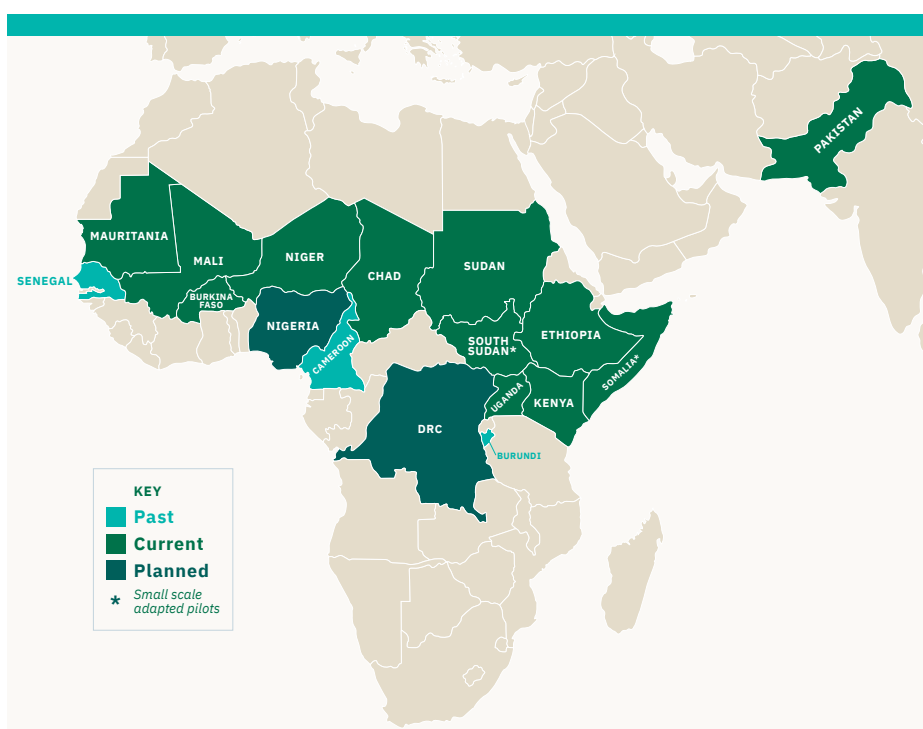 PAKISTAN
MAURITANIA
MALI
NIGER
CHAD
SUDAN
SENEGAL
BURKINA
FASO
NIGERIA
CAMEROON
SOUTH
SUDAN*
ETHIOPIA
SOMALIA*
UGANDA
KENYA
DRC
BURUNDI
KEY
Past
Current
Planned
* Small scale
adapted pilots